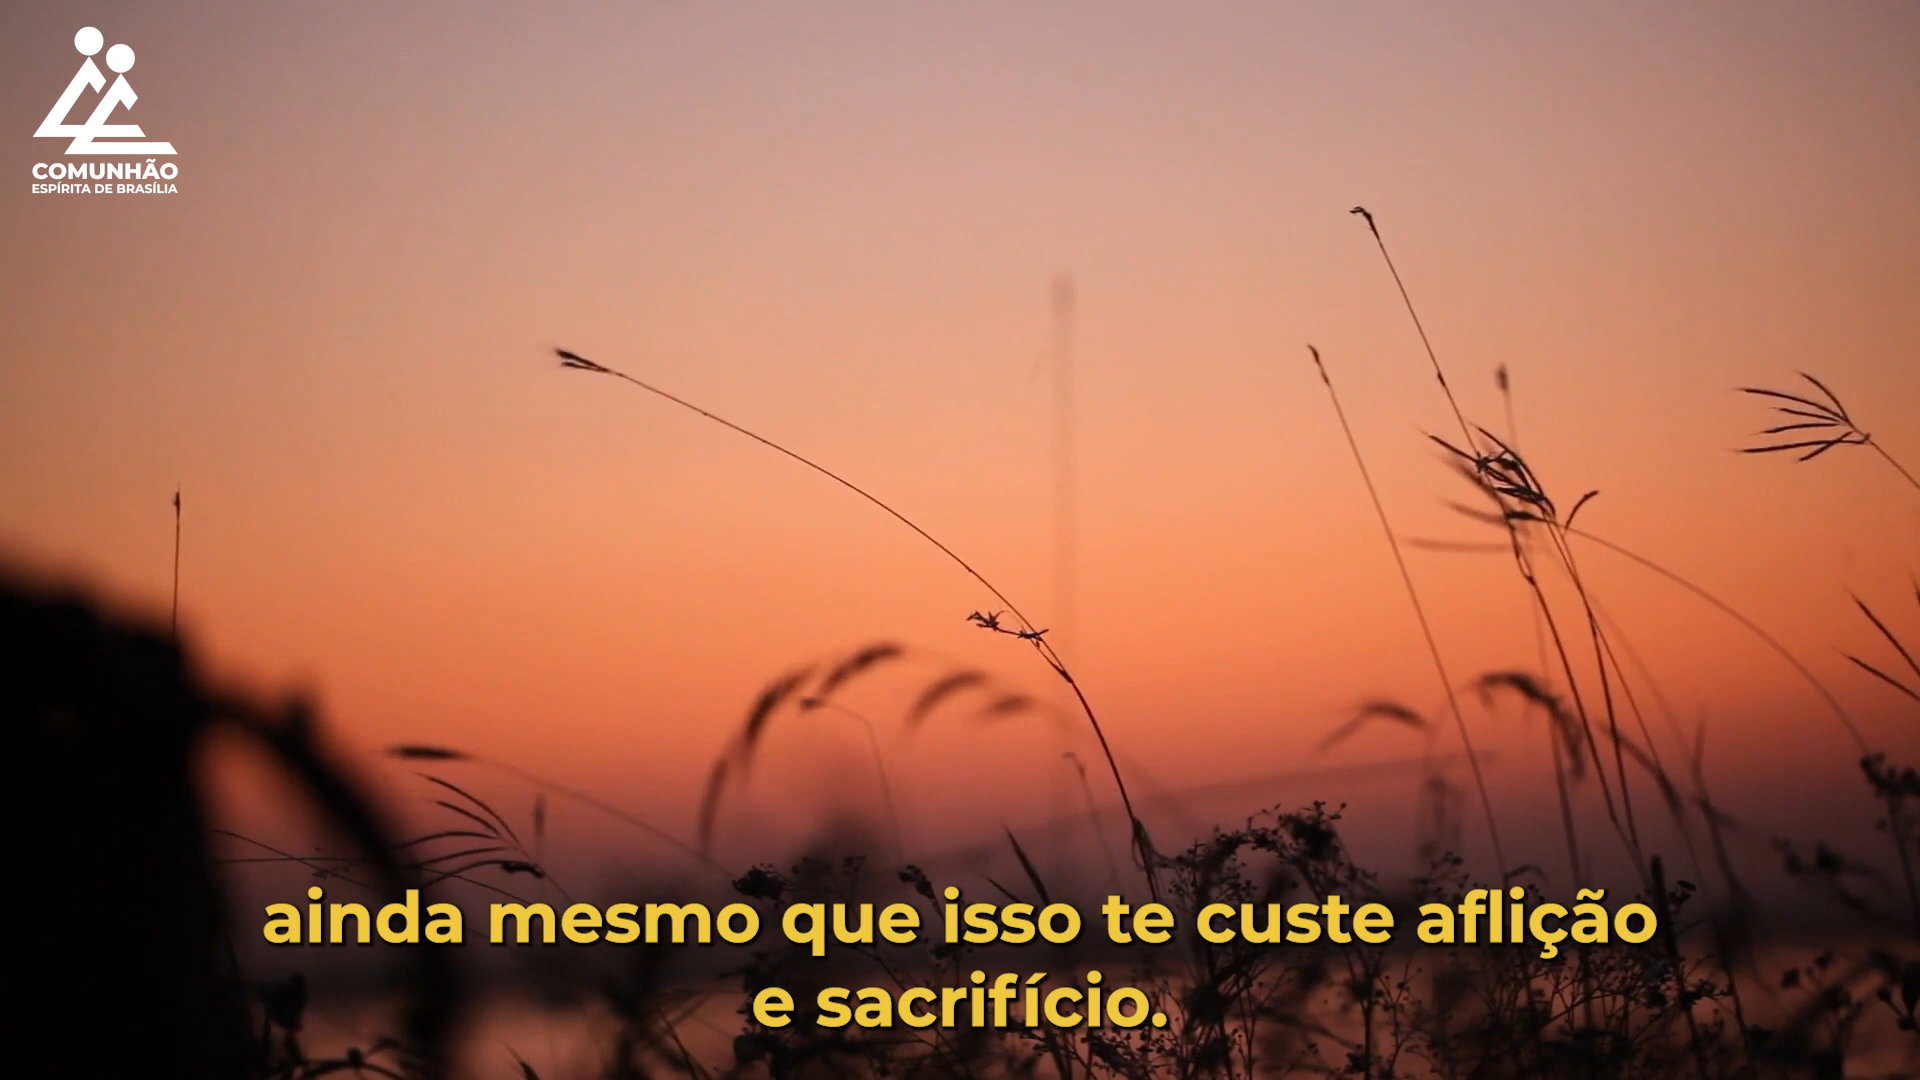 COMUNHÃO
ESPÍRITA DE BRASÍLIA
ainda mesmo que isso te custe aflição
e sacrifício.